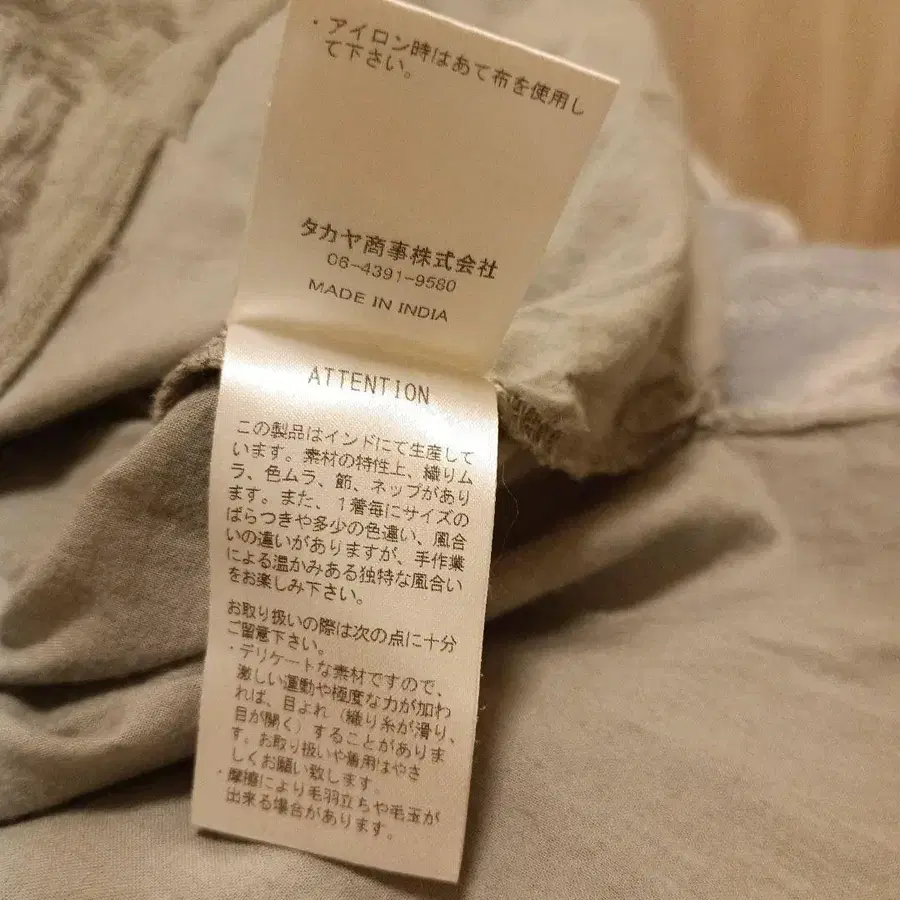 ・アイロン時はあて布を使用し
て下さい。
タカヤ商事株式会社
06-4391-9580
MADE IN INDIA
ATTENTION
この製品はインドにて生産して
います。素材の特性上、織りム
ラ、色ムラ、節、ネップがあり
ます。また、1着毎にサイズの
ばらつきや多少の色違い、風合
いの違いがありますが、手作業
による温かみある独特な風合い
をお楽しみ下さい。
お取り扱いの際は次の点に十分
ご留意下さい。
・デリケートな素材ですので、
激しい運動や極度な力が加わ
れば、目よれ（織り糸が滑り、
目が開く）することがありま
す。お取り扱いや着用はやさ
しくお願い致します。
・摩擦により毛羽立ちや毛玉が
出来る場合があります。